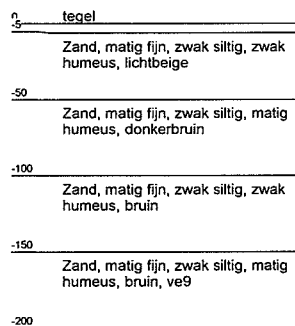 0 tegel
-5
Zand, matig fijn, zwak siltig, zwak
humeus, lichtbeige
-50
Zand, matig fijn, zwak siltig, matig
humeus, donkerbruin
-100
Zand, matig fijn, zwak siltig, zwak
humeus, bruin
-150
Zand, matig fijn, zwak siltig, matig
humeus, bruin, ve9
-200